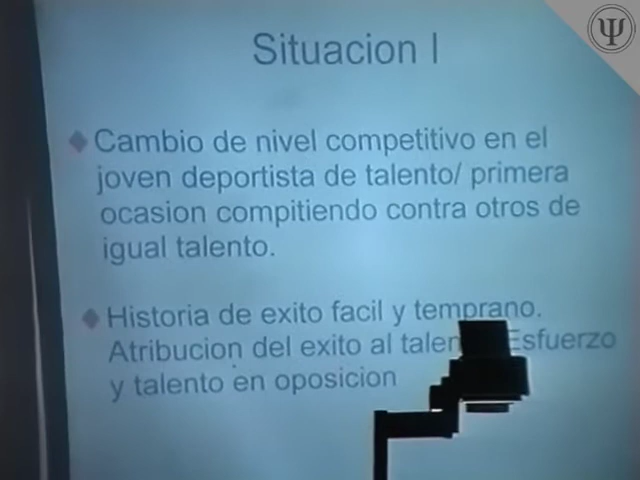 Situacion I
Cambio de nivel competitivo en el
joven deportista de talento/ primera
ocasion compitiendo contra otros de
igual talento.
Historia de exito facil y temprano.
Atribucion del exito al Esfuerzo
y talento en oposicion
Ψ